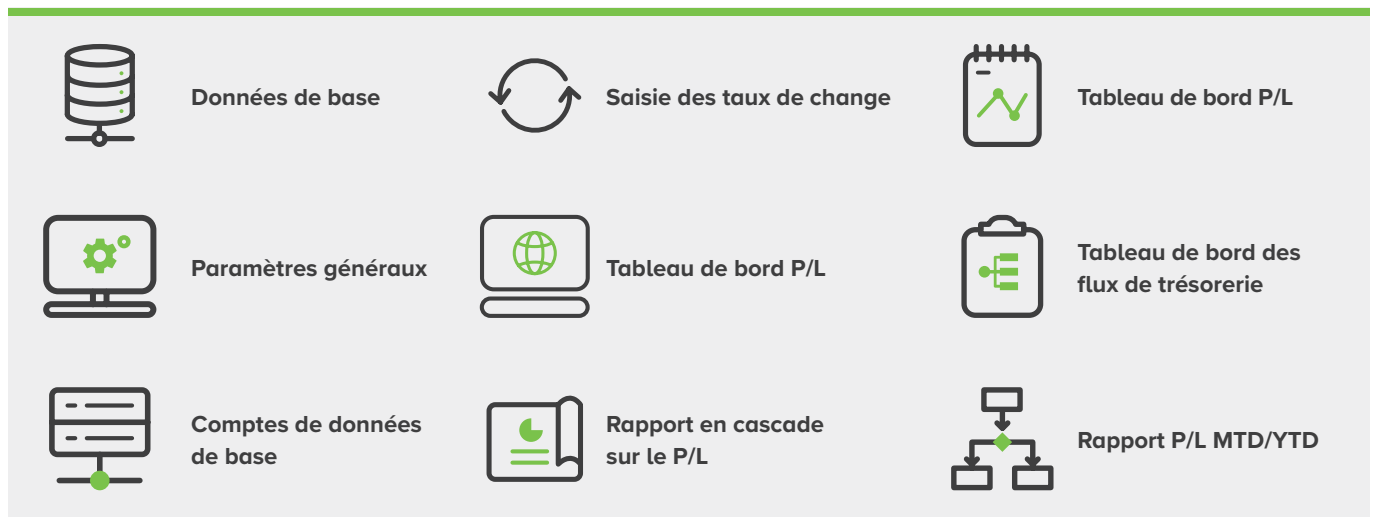 Données de base
Saisie des taux de change
Tableau de bord P/L
Paramètres généraux
Tableau de bord P/L
Tableau de bord des
flux de trésorerie
Comptes de données
de base
Rapport en cascade
sur le P/L
Rapport P/L MTD/YTD